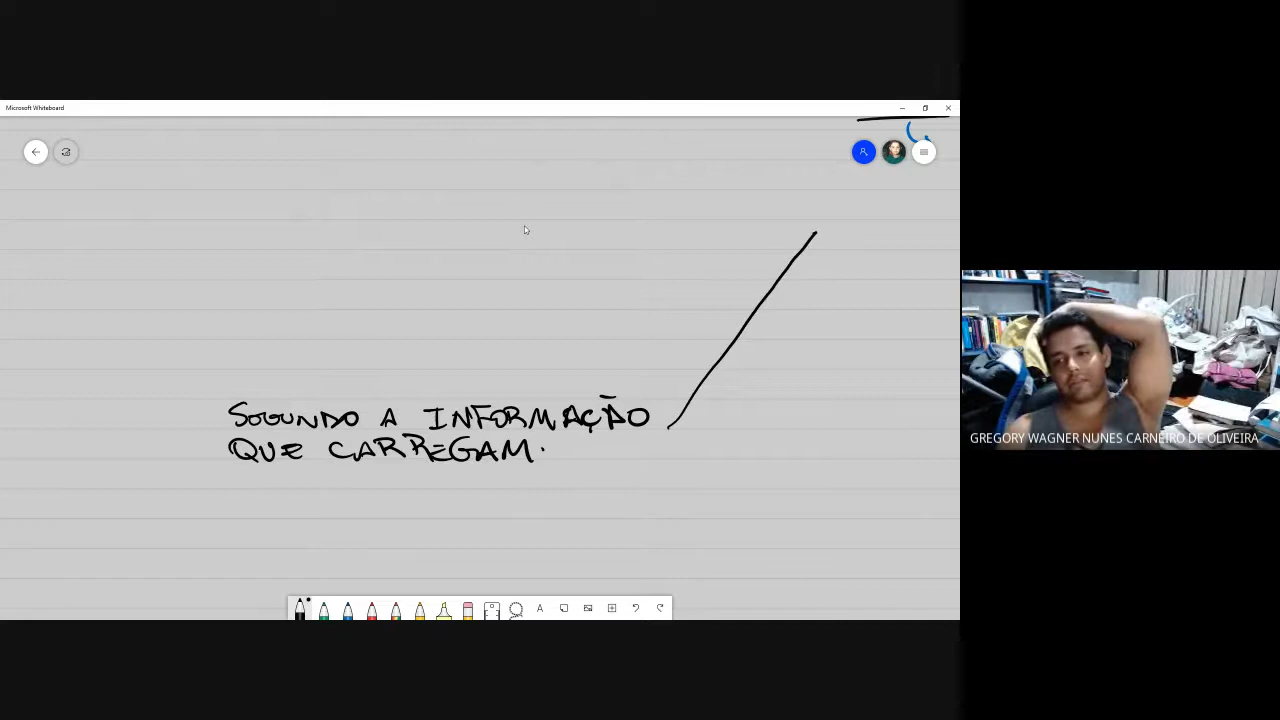 Microsoft Whiteboard
SEGUNDO A INFORMAÇÃO
QUE CARREGAM.
GREGORY WAGNER NUNES CARNEIRO DE OLIVEIRA